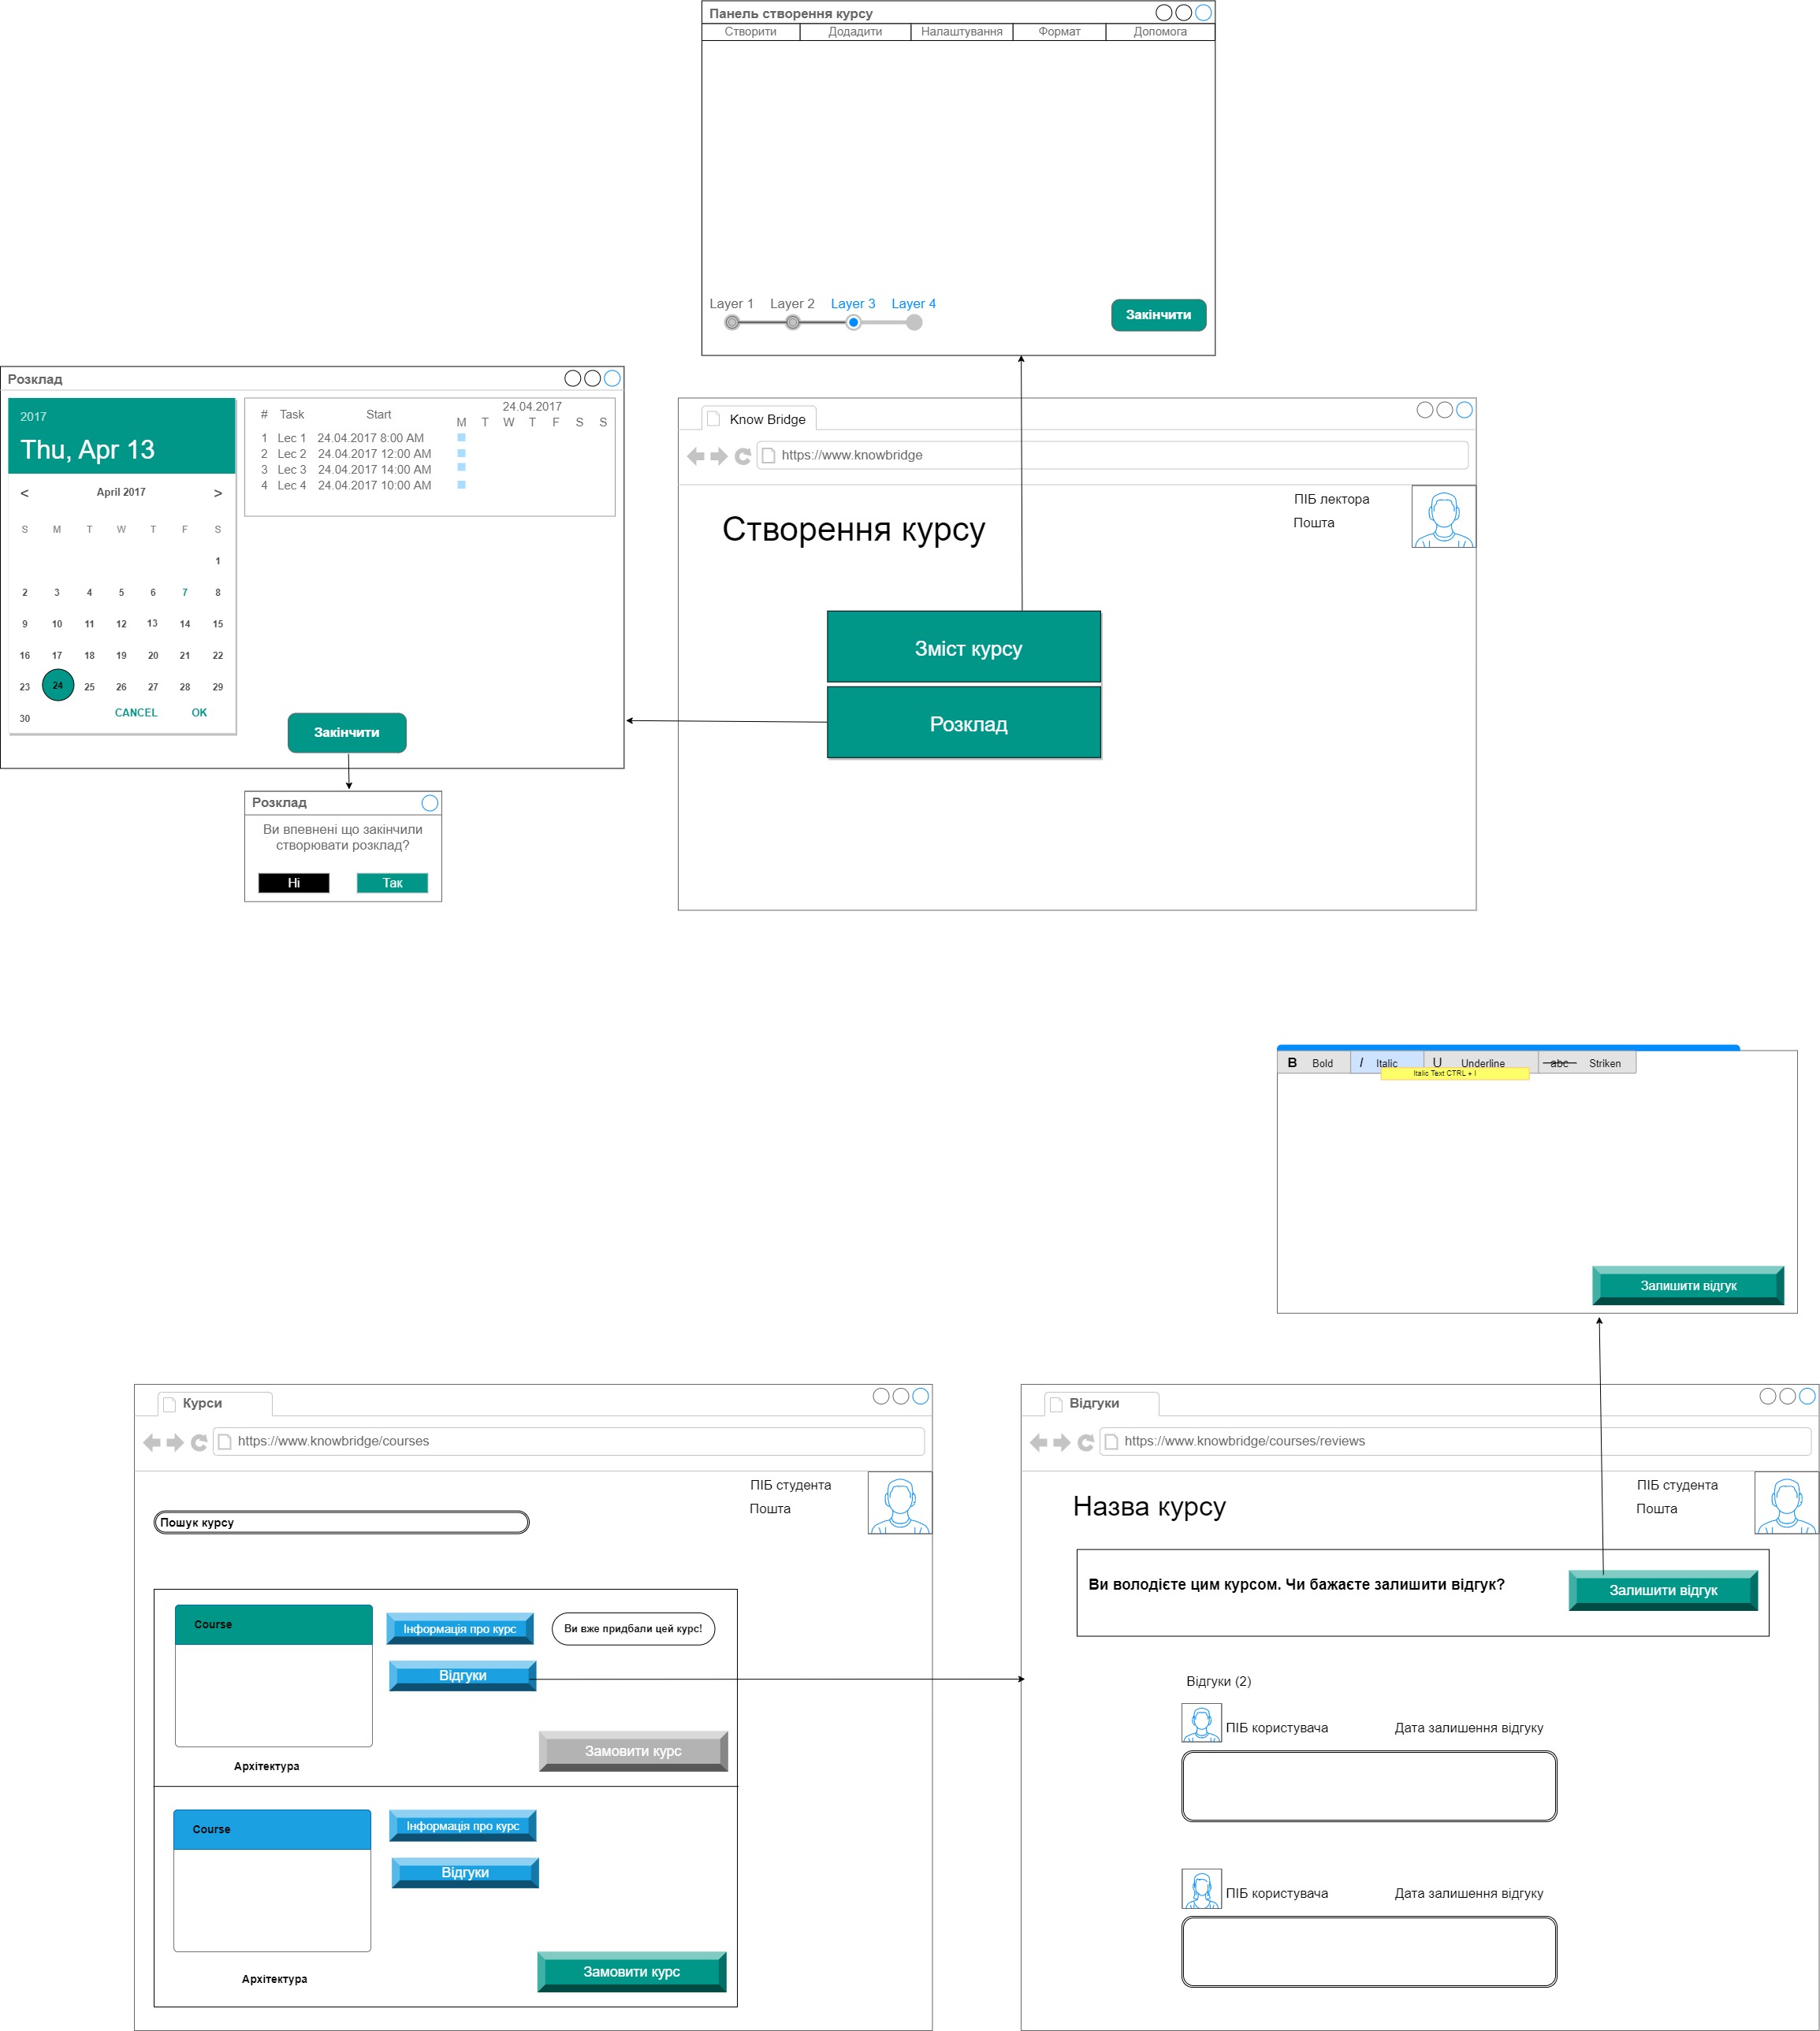 Панель створення курсу
Створити Додадити Налаштування Формат Допомога
Layer 1 Layer 2 Layer 3 Layer 4
Закінчити
Розклад
2017
Thu, Apr 13
< April 2017 >
S M T W T F S
1
2 3 4 5 6 7 8
9 10 11 12 13 14 15
16 17 18 19 20 21 22
23 24 25 26 27 28 29
30
CANCEL OK
24.04.2017
# Task Start M T W T F S S
1 Lec 1 24.04.2017 8:00 AM
2 Lec 2 24.04.2017 12:00 AM
3 Lec 3 24.04.2017 14:00 AM
4 Lec 4 24.04.2017 10:00 AM
Закінчити
Розклад
Ви впевнені що закінчили
створювати розклад?
Ні Так
Know Bridge
https://www.knowbridge
ПІБ лектора
Пошта
Створення курсу
Зміст курсу
Розклад
B Bold I Italic U Underline abc Striken
Italic Text CTRL + I
Залишити відгук
Курси
https://www.knowbridge/courses
ПІБ студента
Пошта
Пошук курсу
Course
Інформація про курс
Ви вже придбали цей курс!
Відгуки
Замовити курс
Архітектура
Course
Інформація про курс
Відгуки
Замовити курс
Архітектура
Відгуки
https://www.knowbridge/courses/reviews
ПІБ студента
Пошта
Назва курсу
Ви володієте цим курсом. Чи бажаєте залишити відгук?
Залишити відгук
Відгуки (2)
ПІБ користувача Дата залишення відгуку
ПІБ користувача Дата залишення відгуку